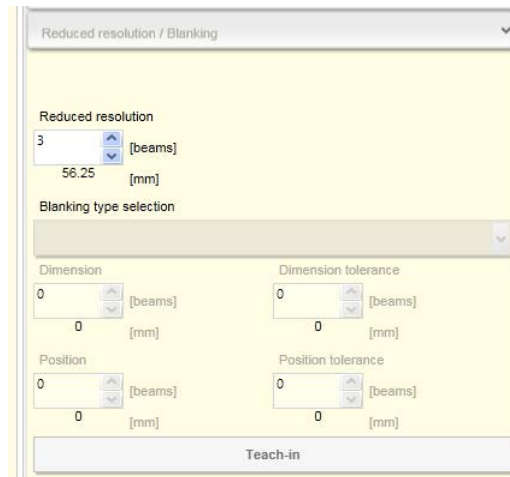 Reduced resolution / Blanking
Reduced resolution
3 [beams]
56.25 [mm]
Blanking type selection
Dimension Dimension tolerance
0 [beams] 0 [beams]
0 [mm] 0 [mm]
Position Position tolerance
0 [beams] 0 [beams]
0 [mm] 0 [mm]
Teach-in